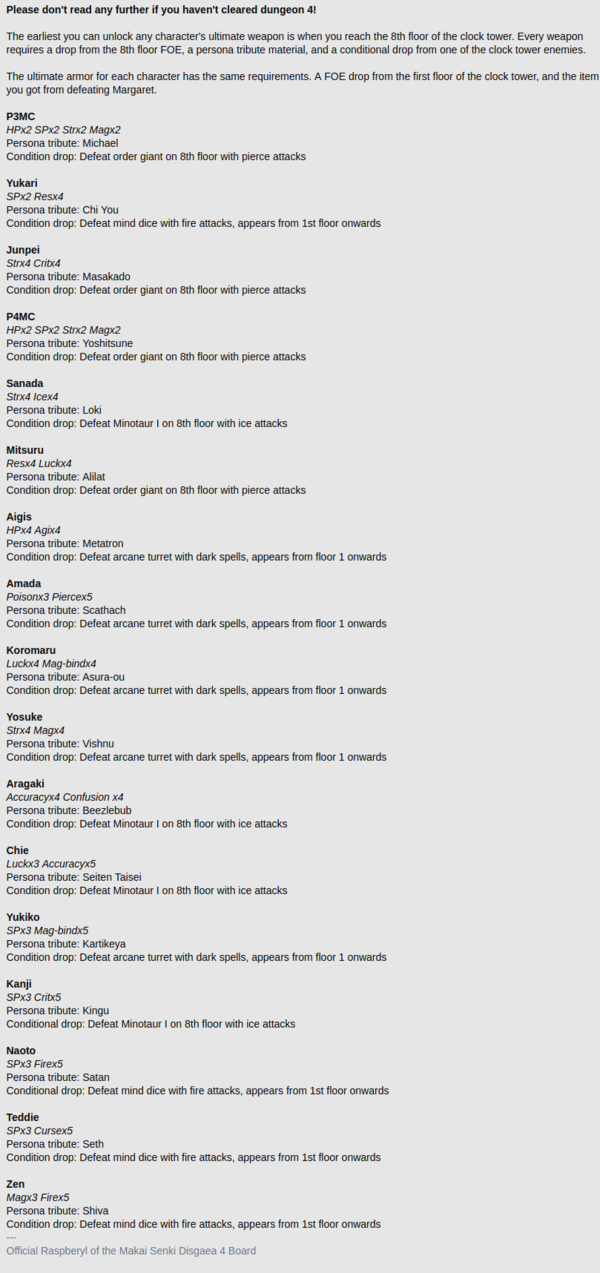 Please don't read any further if you haven't cleared dungeon 4!
The earliest you can unlock any character's ultimate weapon is when you reach the 8th floor of the clock tower. Every weapon
requires a drop from the 8th floor FOE, a persona tribute material, and a conditional drop from one of the clock tower enemies.
The ultimate armor for each character has the same requirements. A FOE drop from the first floor of the clock tower, and the item
you got from defeating Margaret.
P3MC
HPx2 SPx2 Strx2 Magx2
Persona tribute: Michael
Condition drop: Defeat order giant on 8th floor with pierce attacks
Yukari
SPx2 Resx4
Persona tribute: Chi You
Condition drop: Defeat mind dice with fire attacks, appears from 1st floor onwards
Junpei
Strx4 Critx4
Persona tribute: Masakado
Condition drop: Defeat order giant on 8th floor with pierce attacks
P4MC
HPx2 SPx2 Strx2 Magx2
Persona tribute: Yoshitsune
Condition drop: Defeat order giant on 8th floor with pierce attacks
Sanada
Strx4 Icex4
Persona tribute: Loki
Condition drop: Defeat Minotaur I on 8th floor with ice attacks
Mitsuru
Resx4 Luckx4
Persona tribute: Alilat
Condition drop: Defeat order giant on 8th floor with pierce attacks
Aigis
HPx4 Agix4
Persona tribute: Metatron
Condition drop: Defeat arcane turret with dark spells, appears from floor 1 onwards
Amada
Poisonx3 Piercex5
Persona tribute: Scathach
Condition drop: Defeat arcane turret with dark spells, appears from floor 1 onwards
Koromaru
Luckx4 Mag-bindx4
Persona tribute: Asura-ou
Condition drop: Defeat arcane turret with dark spells, appears from floor 1 onwards
Yosuke
Strx4 Magx4
Persona tribute: Vishnu
Condition drop: Defeat arcane turret with dark spells, appears from floor 1 onwards
Aragaki
Accuracyx4 Confusion x4
Persona tribute: Beezlebub
Condition drop: Defeat Minotaur I on 8th floor with ice attacks
Chie
Luckx3 Accuracyx5
Persona tribute: Seiten Taisei
Condition drop: Defeat Minotaur I on 8th floor with ice attacks
Yukiko
SPx3 Mag-bindx5
Persona tribute: Kartikeya
Condition drop: Defeat arcane turret with dark spells, appears from floor 1 onwards
Kanji
SPx3 Critx5
Persona tribute: Kingu
Conditional drop: Defeat Minotaur I on 8th floor with ice attacks
Naoto
SPx3 Firex5
Persona tribute: Satan
Conditional drop: Defeat mind dice with fire attacks, appears from 1st floor onwards
Teddie
SPx3 Cursex5
Persona tribute: Seth
Condition drop: Defeat mind dice with fire attacks, appears from 1st floor onwards
Zen
Magx3 Firex5
Persona tribute: Shiva
Condition drop: Defeat mind dice with fire attacks, appears from 1st floor onwards
---
Official Raspberyl of the Makai Senki Disgaea 4 Board